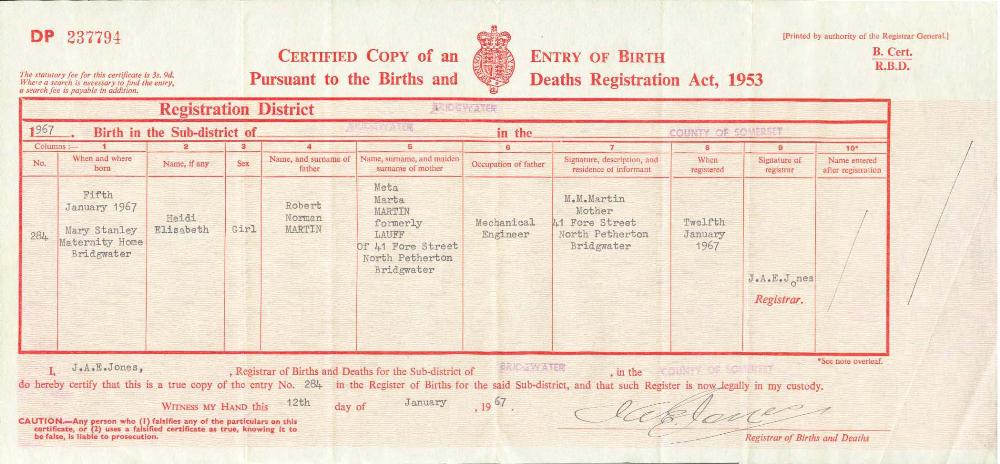 DP 237794
[Printed by authority of the Registrar General.]
CERTIFIED COPY OF AN ENTRY OF BIRTH
B. Cert.
R.B.D.
Pursuant to the Births and Deaths Registration Act, 1953
The statutory fee for this certificate is 3s. 9d.
Where a search is necessary to find the entry,
a search fee is payable in addition.
Registration District BRIDGWATER
1967. Birth in the Sub-district of BRIDGWATER in the COUNTY OF SOMERSET
Columns :— 1 2 3 4 5 6 7 8 9 10*
No.
When and where
born
Name, if any
Sex
Name, and surname of
father
Name, surname, and maiden
surname of mother
Occupation of father
Signature, description, and
residence of informant
When
registered
Signature of
registrar
Name entered
after registration
284
Fifth
January 1967
Mary Stanley
Maternity Home
Bridgwater
Heidi
Elisabeth
Girl
Robert
Norman
MARTIN
Meta
Marta
MARTIN
formerly
LAUFF
Of 41 Fore Street
North Petherton
Bridgwater
Mechanical
Engineer
M.M.Martin
Mother
41 Fore Street
North Petherton
Bridgwater
Twelfth
January
1967
J.A.E.Jones
Registrar.
*See note overleaf.
I, J.A.E.Jones, , Registrar of Births and Deaths for the Sub-district of BRIDGWATER , in the COUNTY OF SOMERSET
do hereby certify that this is a true copy of the entry No. 284 in the Register of Births for the said Sub-district, and that such Register is now legally in my custody.
WITNESS MY HAND this 12th day of January , 1967.
CAUTION.—Any person who (1) falsifies any of the particulars on this
certificate, or (2) uses a falsified certificate as true, knowing it to
be false, is liable to prosecution.
J.A.E. Jones
Registrar of Births and Deaths